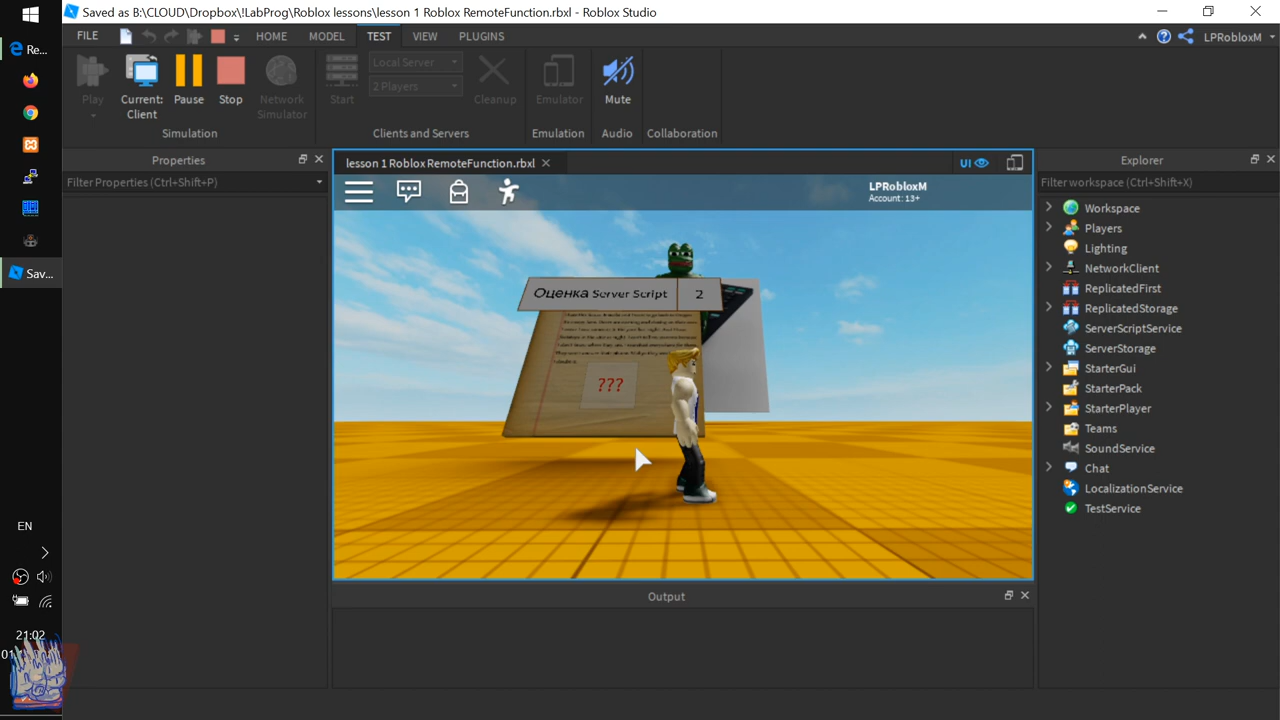 Saved as B:\CLOUD\Dropbox\!LabProg\Roblox lessons\lesson 1 Roblox RemoteFunction.rbxl - Roblox Studio
Re...
Sav...
EN
21:02
FILE HOME MODEL TEST VIEW PLUGINS LPRobloxM
Play
Current: Client
Pause
Stop
Network Simulator
Simulation
Start
Local Server
2 Players
Cleanup
Clients and Servers
Emulator
Emulation
Mute
Audio
Collaboration
Properties
Filter Properties (Ctrl+Shift+P)
lesson 1 Roblox RemoteFunction.rbxl
UI
LPRobloxM
Account: 13+
Оценка Server Script 2
???
Output
Explorer
Filter workspace (Ctrl+Shift+X)
Workspace
Players
Lighting
NetworkClient
ReplicatedFirst
ReplicatedStorage
ServerScriptService
ServerStorage
StarterGui
StarterPack
StarterPlayer
Teams
SoundService
Chat
LocalizationService
TestService